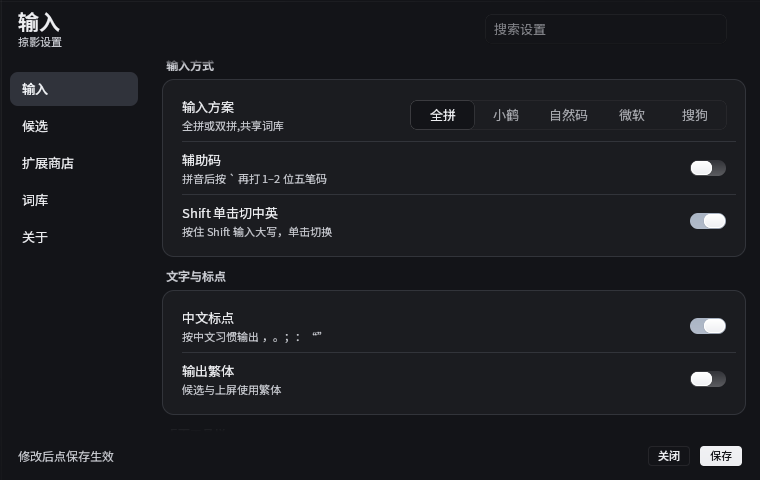 输入
掠影设置
搜索设置
输入
候选
扩展商店
词库
关于
输入方式
输入方案
全拼或双拼,共享词库
全拼 小鹤 自然码 微软 搜狗
辅助码
拼音后按 ` 再打 1–2 位五笔码
Shift 单击切中英
按住 Shift 输入大写，单击切换
文字与标点
中文标点
按中文习惯输出 ，。；： “”
输出繁体
候选与上屏使用繁体
修改后点保存生效
关闭 保存